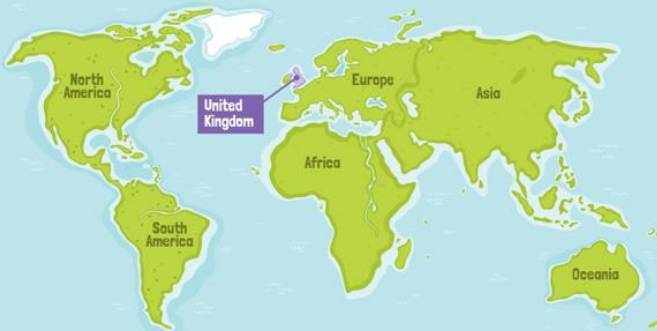 North
America
United
Kingdom
Europe
Asia
Africa
South
America
Oceania